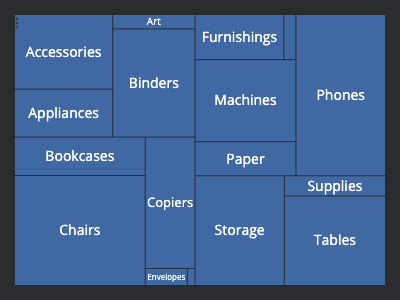 Accessories
Appliances
Art
Binders
Bookcases
Chairs
Copiers
Envelopes
Furnishings
Machines
Paper
Phones
Storage
Supplies
Tables